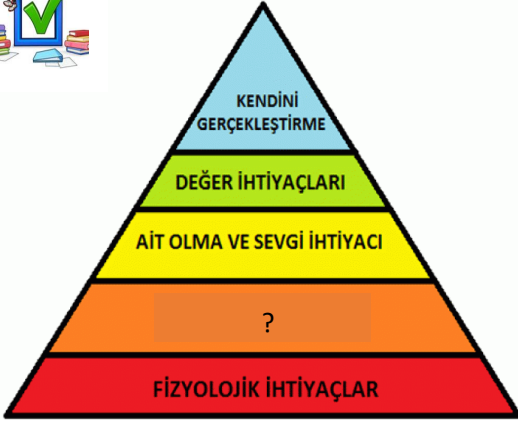 KENDİNİ
GERÇEKLEŞTİRME
DEĞER İHTİYAÇLARI
AİT OLMA VE SEVGİ İHTİYACI
?
FİZYOLOJİK İHTİYAÇLAR